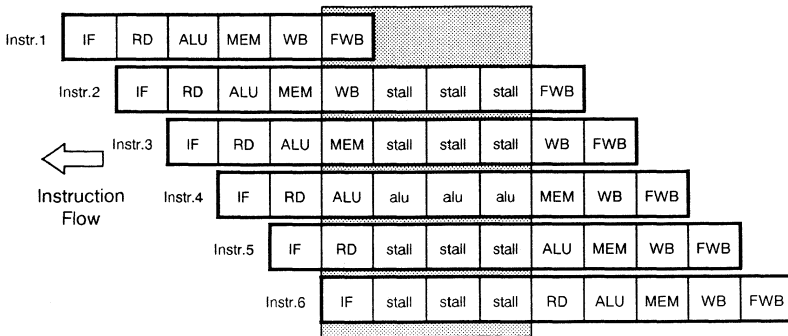 Instr.1 IF RD ALU MEM WB FWB
Instr.2 IF RD ALU MEM WB stall stall stall FWB
Instr.3 IF RD ALU MEM stall stall stall WB FWB
Instr.4 IF RD ALU alu alu alu MEM WB FWB
Instr.5 IF RD stall stall stall ALU MEM WB FWB
Instr.6 IF stall stall stall RD ALU MEM WB FWB
Instruction
Flow